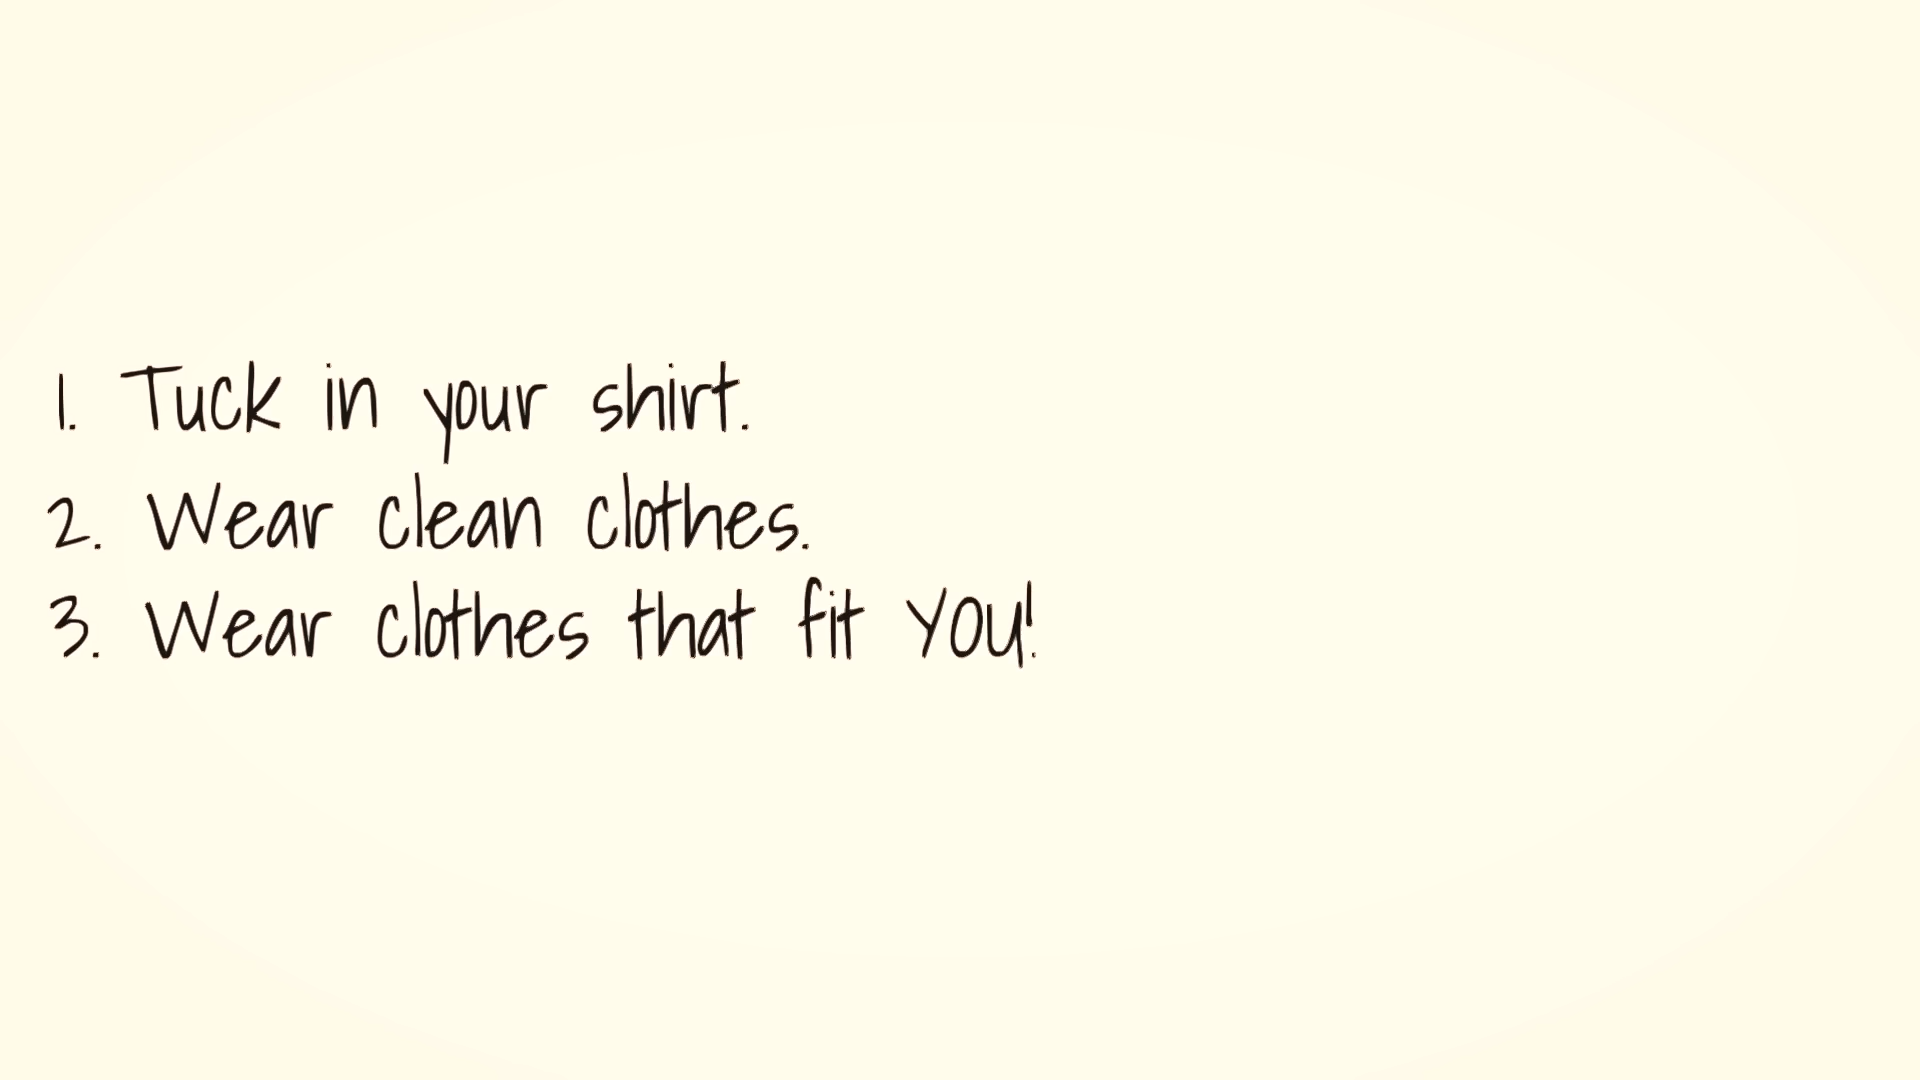 1. Tuck in your shirt.
2. Wear clean clothes.
3. Wear clothes that fit YOU!